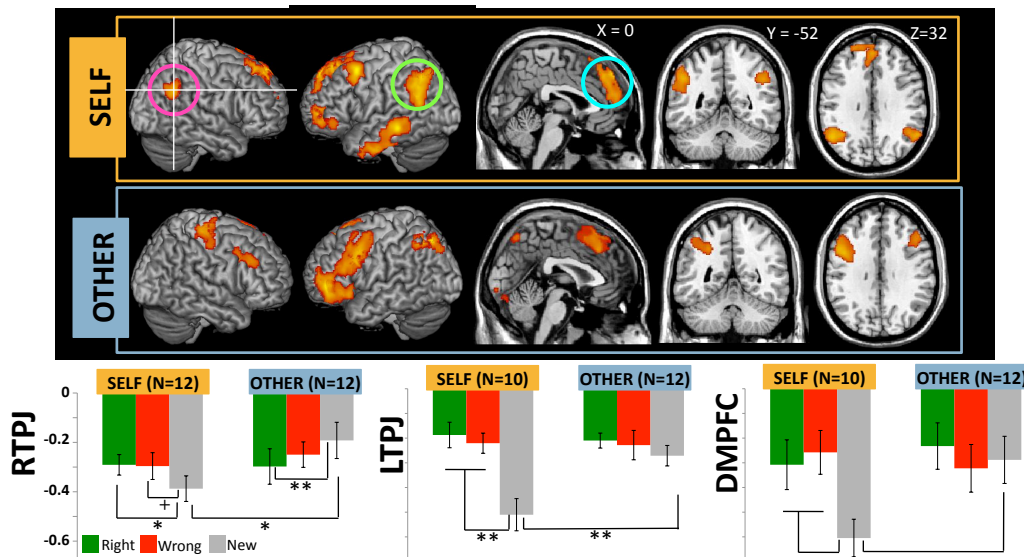 SELF
X = 0
Y = -52
Z=32
OTHER
SELF (N=12)
OTHER (N=12)
SELF (N=10)
OTHER (N=12)
SELF (N=10)
OTHER (N=12)
RTPJ
0
-0.2
-0.4
-0.6
+
*
**
*
Right
Wrong
New
LTPJ
**
**
DMPFC